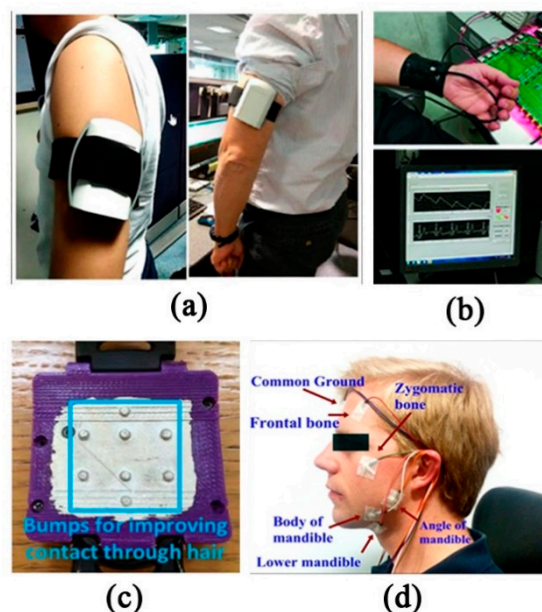 (a)
(b)
Bumps for improving
contact through hair
(c)
Common Ground
Zygomatic
bone
Frontal bone
Body of
mandible
Angle of
mandible
Lower mandible
(d)